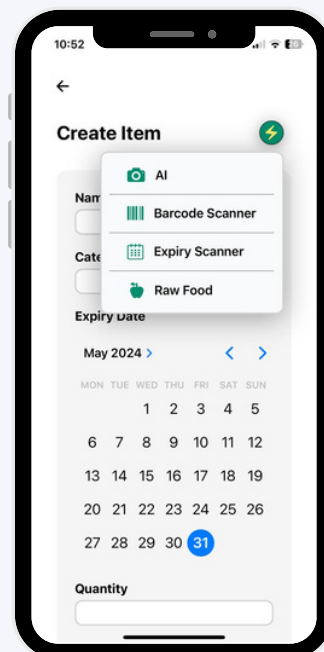 10:52
Create Item
AI
Nam
Barcode Scanner
Expiry Scanner
Cate
Raw Food
Expiry Date
May 2024
MON TUE WED THU FRI SAT SUN
1 2 3 4 5
6 7 8 9 10 11 12
13 14 15 16 17 18 19
20 21 22 23 24 25 26
27 28 29 30 31
Quantity